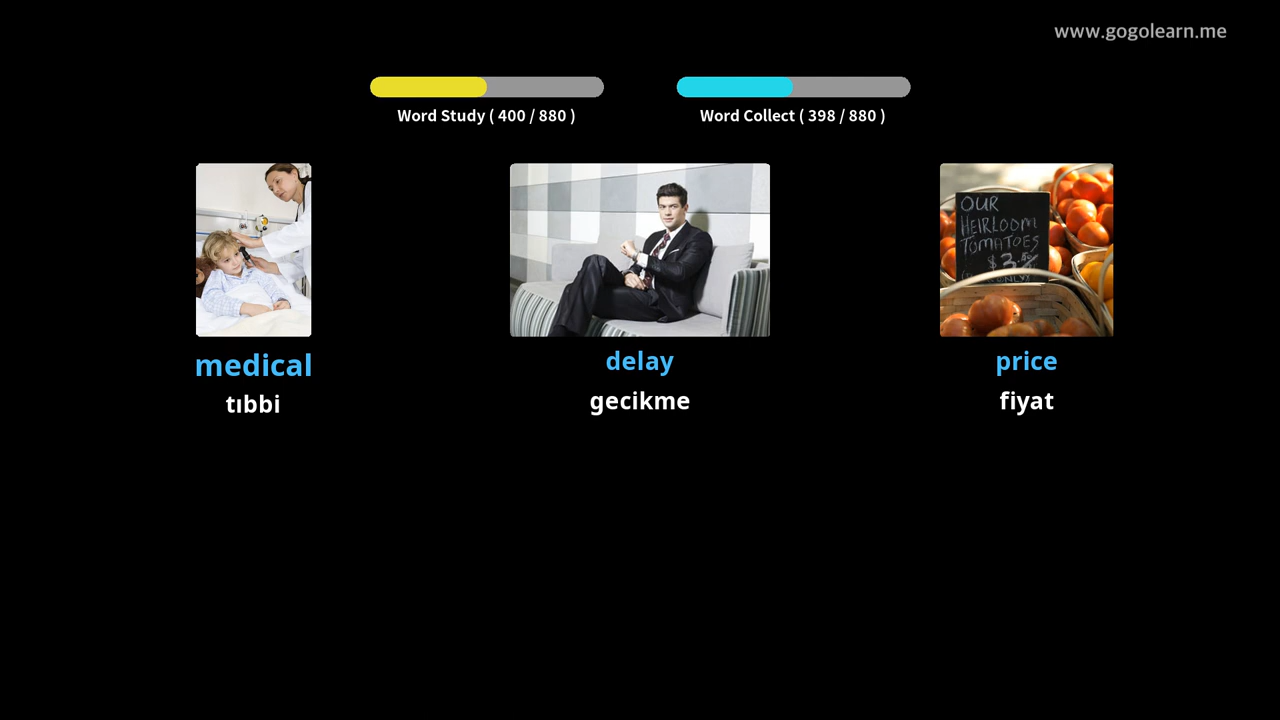 www.gogolearn.me
Word Study ( 400 / 880 )
Word Collect ( 398 / 880 )
OUR
HEIRLOOM
TOMATOES
medical
tıbbi
delay
gecikme
price
fiyat